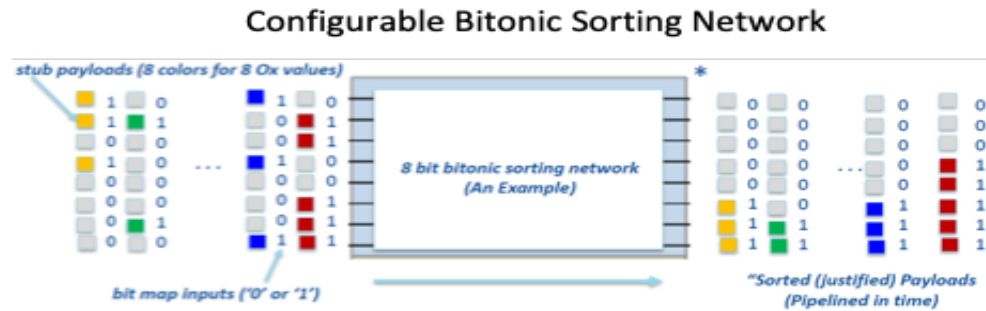 Configurable Bitonic Sorting Network
stub payloads (8 colors for 8 Ox values)
1 0 1 0
1 1 0 1
0 0 0 1
1 0 ... 1 0
0 0 0 0
0 0 0 1
0 1 0 1
0 0 1 1
bit map inputs ('0' or '1')
8 bit bitonic sorting network
(An Example)
*
0 0 0 0
0 0 0 0
0 0 0 0
0 0 ... 0 1
0 0 0 1
1 0 1 1
1 1 1 1
1 1 1 1
"Sorted (justified) Payloads
(Pipelined in time)